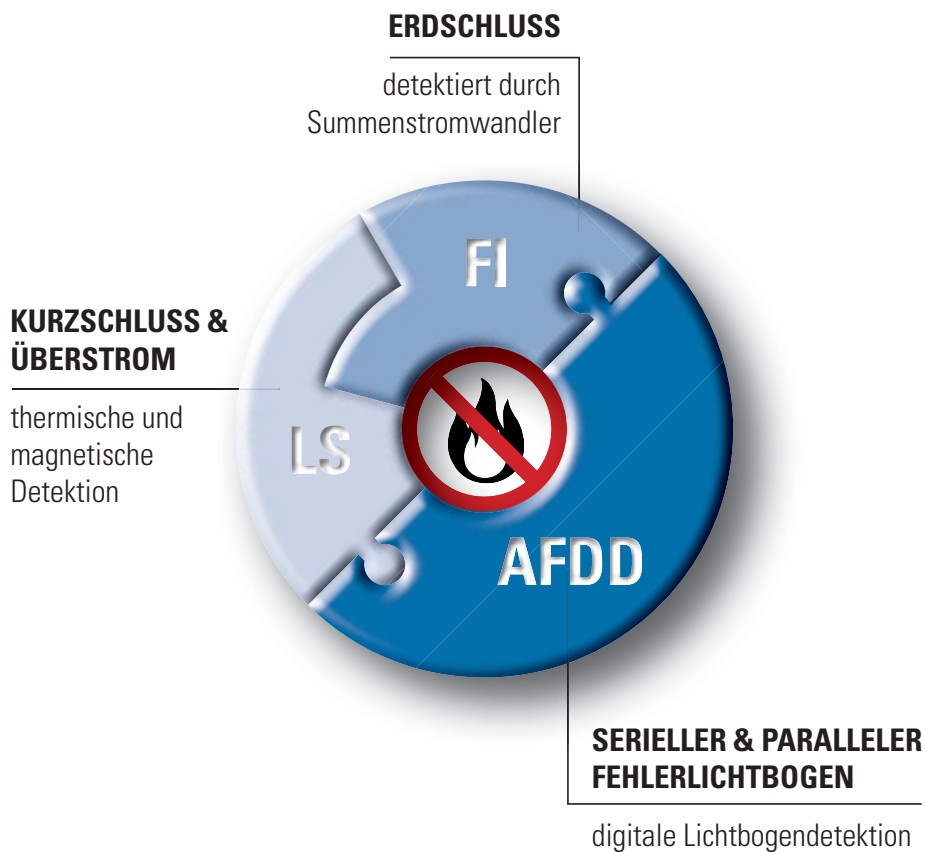 ERDSCHLUSS
detektiert durch
Summenstromwandler
FI
KURZSCHLUSS &
ÜBERSTROM
thermische und
magnetische
Detektion
LS
AFDD
SERIELLER & PARALLELER
FEHLERLICHTBOGEN
digitale Lichtbogendetektion